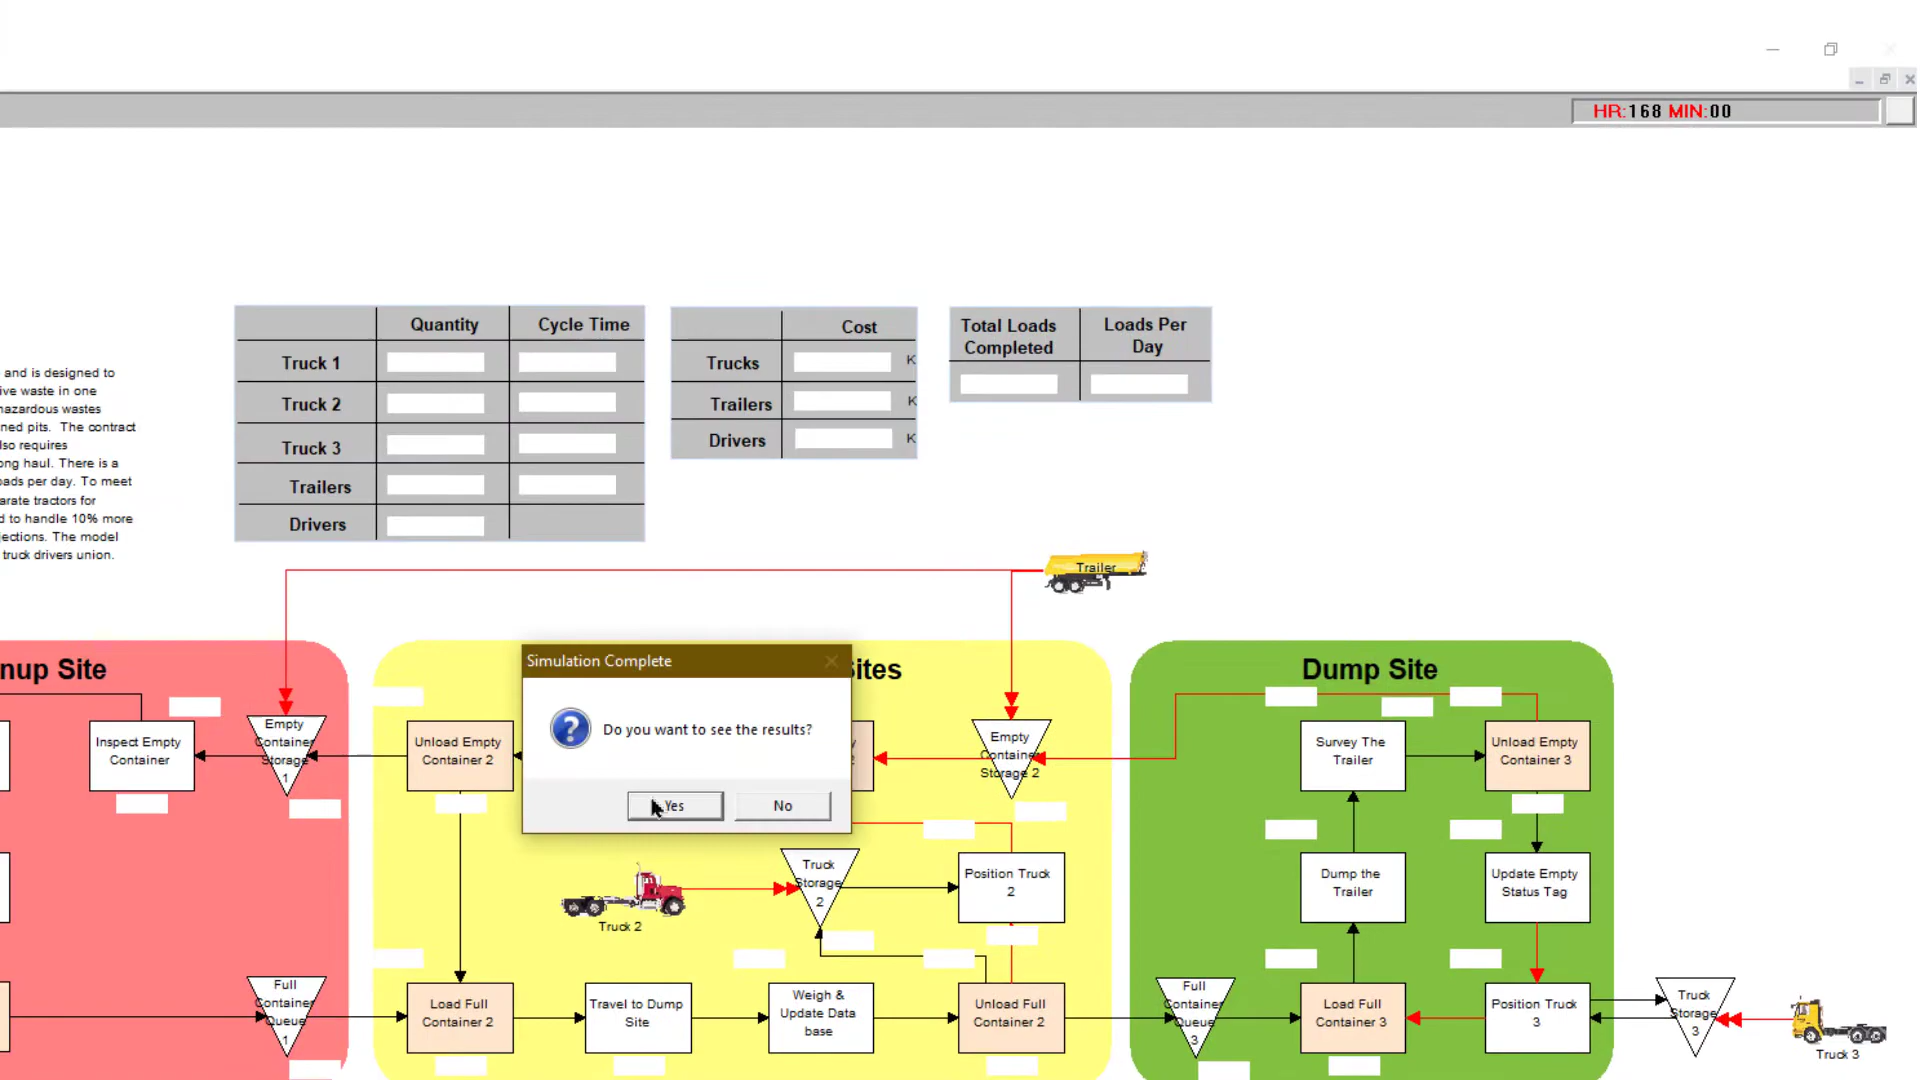 HR:168 MIN:00
Quantity
Cycle Time
Truck 1
Truck 2
Truck 3
Trailers
Drivers
Cost
Trucks
K
Trailers
K
Drivers
K
Total Loads
Completed
Loads Per
Day
and is designed to
ive waste in one
hazardous wastes
ned pits. The contract
lso requires
ong haul. There is a
oads per day. To meet
arate tractors for
d to handle 10% more
jections. The model
truck drivers union.
Trailer
nup Site
Sites
Dump Site
Simulation Complete
Do you want to see the results?
Yes
No
Inspect Empty
Container
Empty
Container
Storage
1
Unload Empty
Container 2
Empty
Container
Storage 2
Survey The
Trailer
Unload Empty
Container 3
Truck 2
Truck
Storage
2
Position Truck
2
Dump the
Trailer
Update Empty
Status Tag
Full
Container
Queue
1
Load Full
Container 2
Travel to Dump
Site
Weigh &
Update Data
base
Unload Full
Container 2
Full
Container
Queue
3
Load Full
Container 3
Position Truck
3
Truck
Storage
3
Truck 3